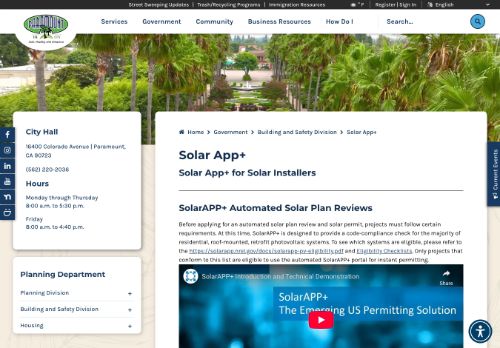 Street Sweeping Updates | Trash/Recycling Programs | Immigration Resources
° F
Register | Sign In
English
PARAMOUNT
Services
Government
Community
Business Resources
How Do I
Search...
City Hall
16400 Colorado Avenue | Paramount,
CA 90723
(562) 220-2036
Hours
Monday through Thursday
8:00 a.m. to 5:30 p.m.
Friday
8:00 a.m. to 4:40 p.m.
Planning Department
Planning Division +
Building and Safety Division +
Housing +
Home > Government > Building and Safety Division > Solar App+
Solar App+
Solar App+ for Solar Installers
SolarAPP+ Automated Solar Plan Reviews
Before applying for an automated solar plan review and solar permit, projects must follow certain
requirements. At this time, SolarAPP+ is designed to provide a code-compliance check for the majority of
residential, roof-mounted, retrofit photovoltaic systems. To see which systems are eligible, please refer to
the https://solarapp.nrel.gov/docs/solarapp-pv-eligibility.pdf and Eligibility Checklists. Only projects that
conform to this list are eligible to use the automated SolarAPP+ portal for instant permitting.
SolarAPP+ Introduction and Technical Demonstration
Share
SolarAPP+
The Emerging US Permitting Solution
Current Events